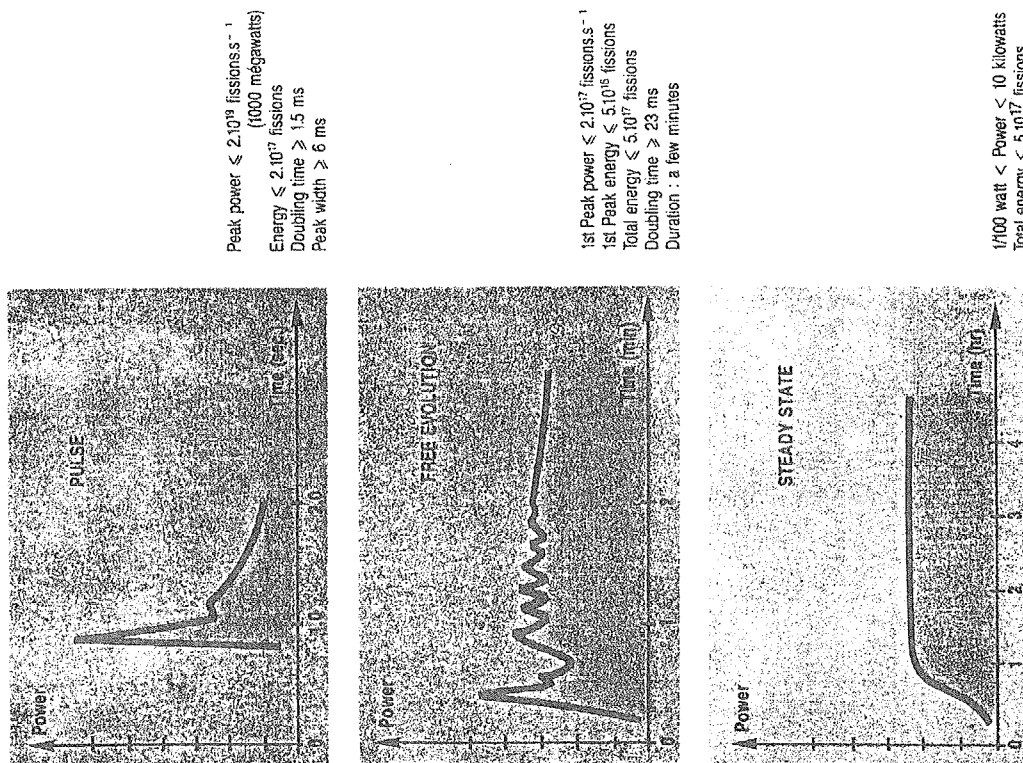 Power
PULSE
Time (sec.)
0
1.0
2.0
Peak power ⩽ 2.10¹⁹ fissions.s⁻¹
(1000 mégawatts)
Energy ⩽ 2.10¹⁷ fissions
Doubling time ⩾ 1.5 ms
Peak width ⩾ 6 ms
Power
FREE EVOLUTION
Time (mn)
0
1
2
1st Peak power ⩽ 2.10¹⁷ fissions.s⁻¹
1st Peak energy ⩽ 5.10¹⁶ fissions
Total energy ⩽ 5.10¹⁷ fissions
Doubling time ⩾ 23 ms
Duration : a few minutes
Power
STEADY STATE
Time (hr)
0
1
2
3
4
1/100 watt < Power < 10 kilowatts
Total energy ⩽ 5.10¹⁷ fissions